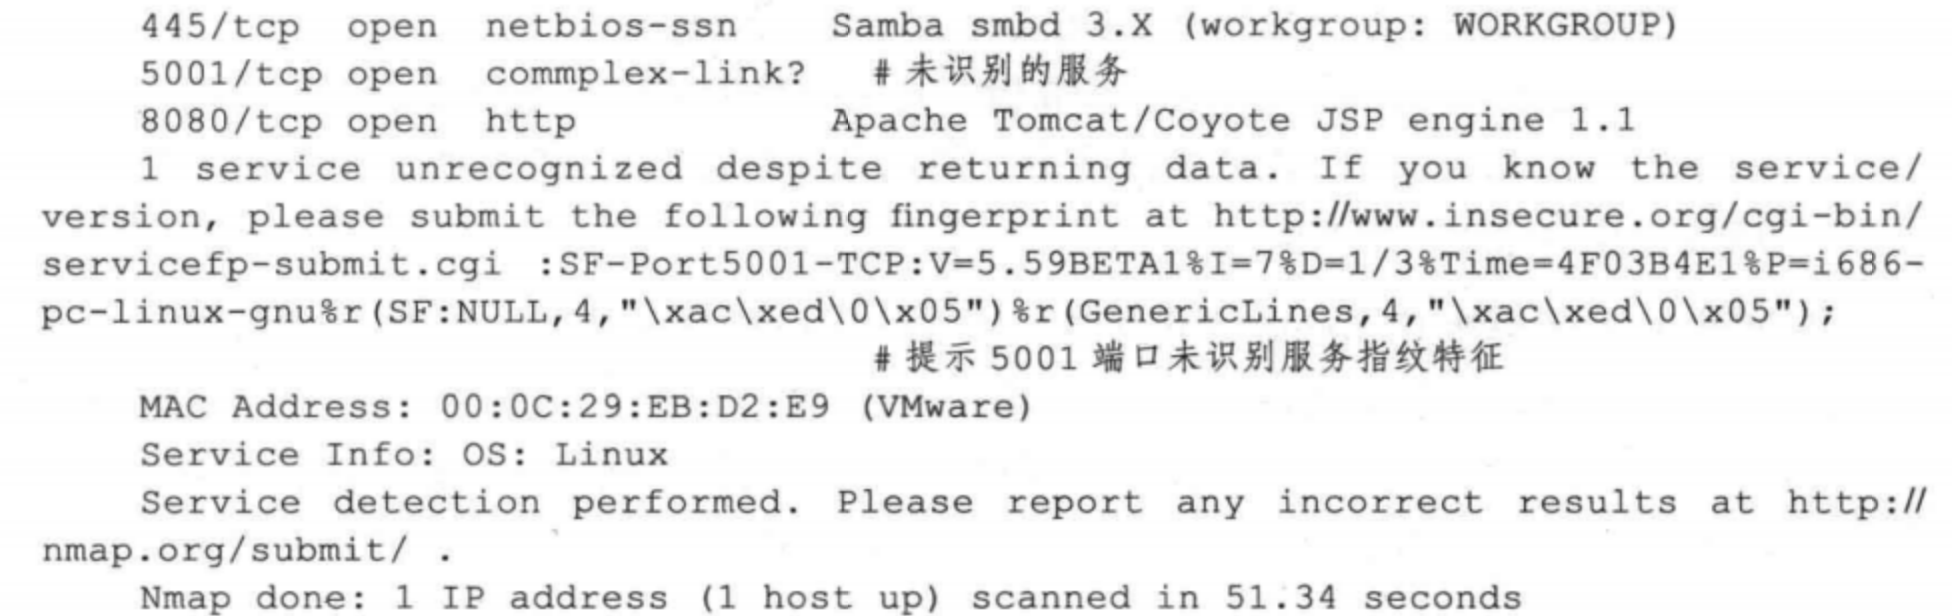 445/tcp open netbios-ssn Samba smbd 3.X (workgroup: WORKGROUP)
5001/tcp open commplex-link? #未识别的服务
8080/tcp open http Apache Tomcat/Coyote JSP engine 1.1
1 service unrecognized despite returning data. If you know the service/
version, please submit the following fingerprint at http://www.insecure.org/cgi-bin/
servicefp-submit.cgi :SF-Port5001-TCP:V=5.59BETA1%I=7%D=1/3%Time=4F03B4E1%P=i686-
pc-linux-gnu%r(SF:NULL,4,"\xac\xed\0\x05")%r(GenericLines,4,"\xac\xed\0\x05");
#提示 5001 端口未识别服务指纹特征
MAC Address: 00:0C:29:EB:D2:E9 (VMware)
Service Info: OS: Linux
Service detection performed. Please report any incorrect results at http://
nmap.org/submit/ .
Nmap done: 1 IP address (1 host up) scanned in 51.34 seconds